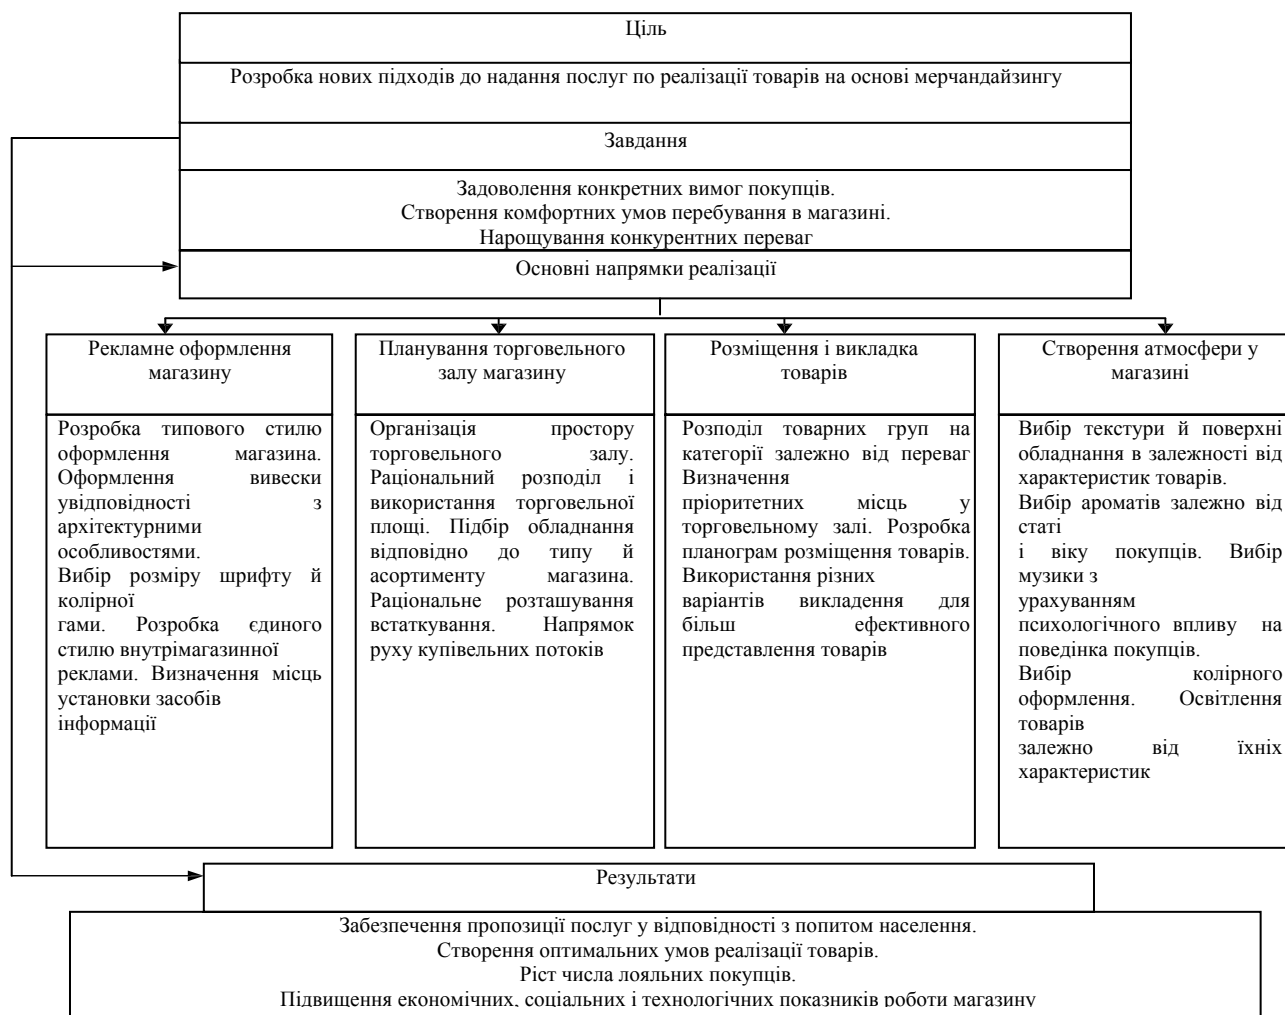 Ціль
Розробка нових підходів до надання послуг по реалізації товарів на основі мерчандайзингу
Завдання
Задоволення конкретних вимог покупців.
Створення комфортних умов перебування в магазині.
Нарощування конкурентних переваг
Основні напрямки реалізації
Рекламне оформлення
магазину
Розробка типового стилю
оформлення магазина.
Оформлення вивески
увідповідності з
архітектурними
особливостями.
Вибір розміру шрифту й
колірної
гами. Розробка єдиного
стилю внутрімагазинної
реклами. Визначення місць
установки засобів
інформації
Планування торговельного
залу магазину
Організація простору
торговельного залу.
Раціональний розподіл і
використання торговельної
площі. Підбір обладнання
відповідно до типу й
асортименту магазина.
Раціональне розташування
встаткування. Напрямок
руху купівельних потоків
Розміщення і викладка
товарів
Розподіл товарних груп на
категорії залежно від переваг
Визначення
пріоритетних місць у
торговельному залі. Розробка
планограм розміщення товарів.
Використання різних
варіантів викладення для
більш ефективного
представлення товарів
Створення атмосфери у
магазині
Вибір текстури й поверхні
обладнання в залежності від
характеристик товарів.
Вибір ароматів залежно від
статі
і віку покупців. Вибір
музики з
урахуванням
психологічного впливу на
поведінка покупців.
Вибір колірного
оформлення. Освітлення
товарів
залежно від їхніх
характеристик
Результати
Забезпечення пропозиції послуг у відповідності з попитом населення.
Створення оптимальних умов реалізації товарів.
Ріст числа лояльних покупців.
Підвищення економічних, соціальних і технологічних показників роботи магазину